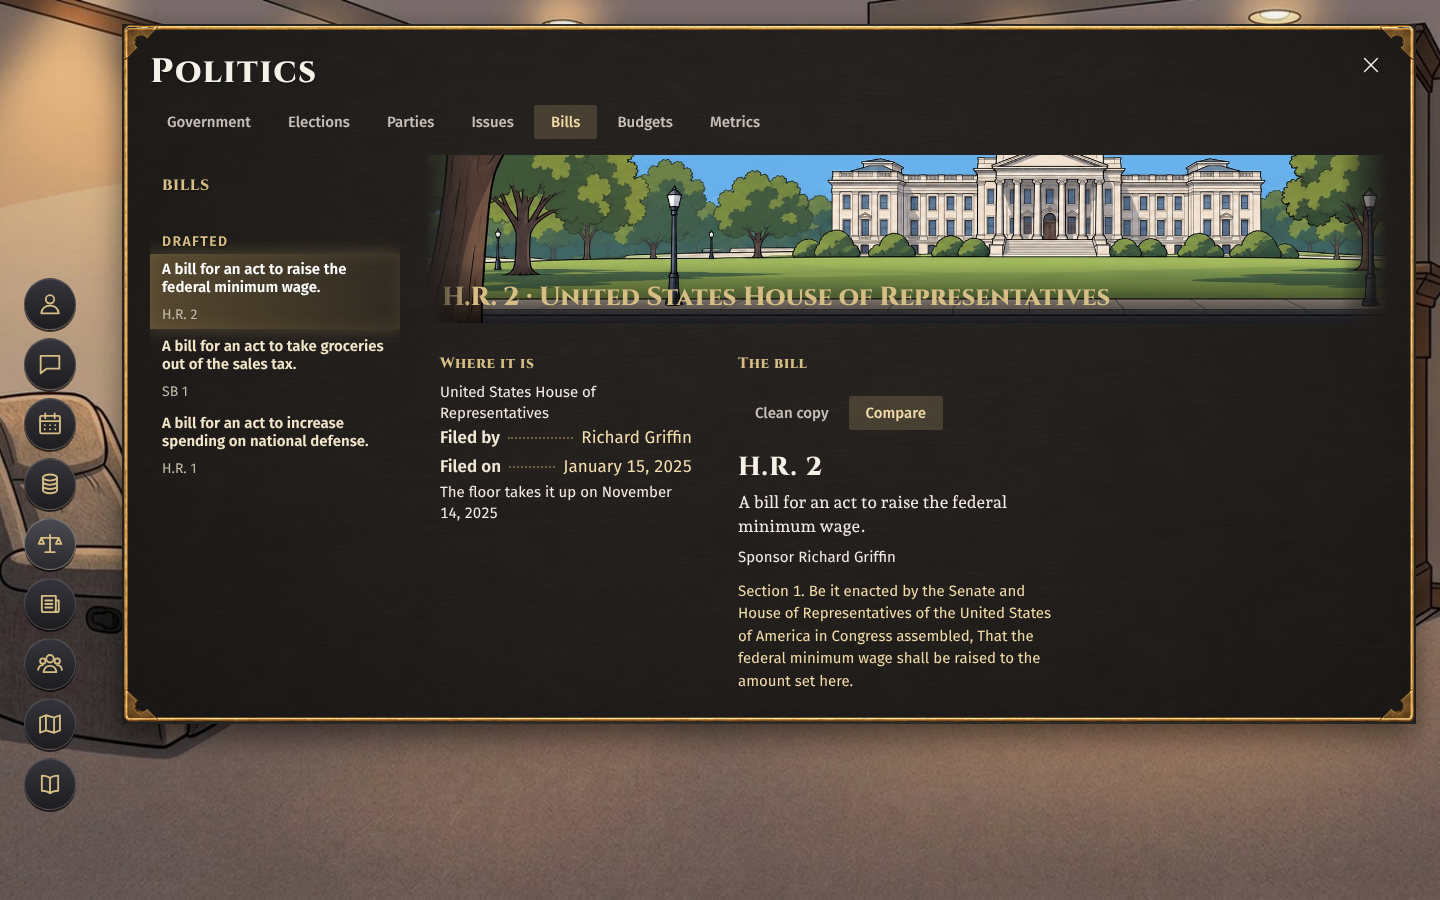 Politics
Government Elections Parties Issues Bills Budgets Metrics
BILLS
DRAFTED
A bill for an act to raise the
federal minimum wage.
H.R. 2
A bill for an act to take groceries
out of the sales tax.
SB 1
A bill for an act to increase
spending on national defense.
H.R. 1
H.R. 2 · United States House of Representatives
Where it is
United States House of
Representatives
Filed by Richard Griffin
Filed on January 15, 2025
The floor takes it up on November
14, 2025
The bill
Clean copy Compare
H.R. 2
A bill for an act to raise the federal
minimum wage.
Sponsor Richard Griffin
Section 1. Be it enacted by the Senate and
House of Representatives of the United States
of America in Congress assembled, That the
federal minimum wage shall be raised to the
amount set here.